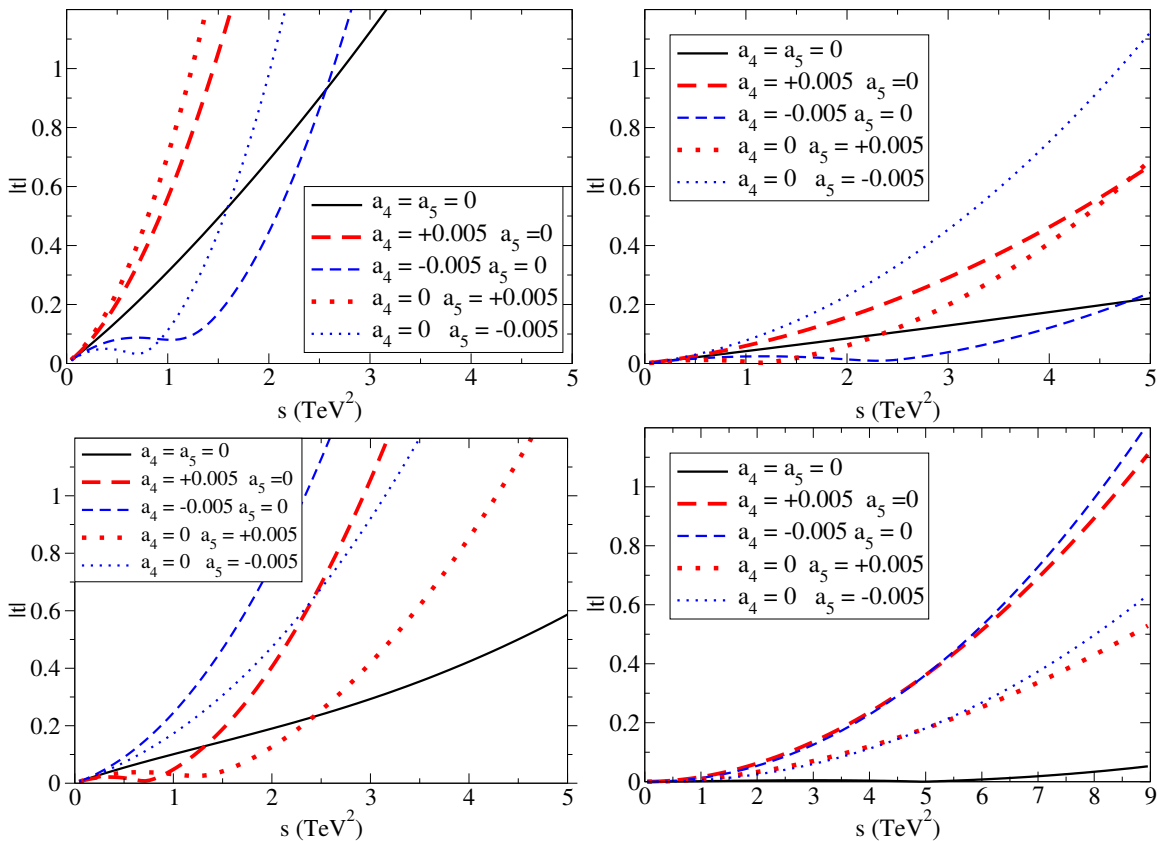 |t|
1
0.8
0.6
0.4
0.2
0
a₄ = a₅ = 0
a₄ = +0.005 a₅ =0
a₄ = -0.005 a₅ = 0
a₄ = 0 a₅ = +0.005
a₄ = 0 a₅ = -0.005
0 1 2 3 4 5
s (TeV²)
|t|
1
0.8
0.6
0.4
0.2
0
a₄ = a₅ = 0
a₄ = +0.005 a₅ =0
a₄ = -0.005 a₅ = 0
a₄ = 0 a₅ = +0.005
a₄ = 0 a₅ = -0.005
0 1 2 3 4 5
s (TeV²)
|t|
1
0.8
0.6
0.4
0.2
0
a₄ = a₅ = 0
a₄ = +0.005 a₅ =0
a₄ = -0.005 a₅ = 0
a₄ = 0 a₅ = +0.005
a₄ = 0 a₅ = -0.005
0 1 2 3 4 5
s (TeV²)
|t|
1
0.8
0.6
0.4
0.2
0
a₄ = a₅ = 0
a₄ = +0.005 a₅ =0
a₄ = -0.005 a₅ = 0
a₄ = 0 a₅ = +0.005
a₄ = 0 a₅ = -0.005
0 1 2 3 4 5 6 7 8 9
s (TeV²)